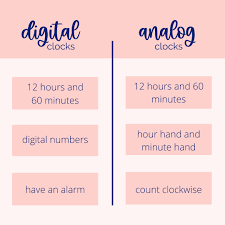 digital
clocks
analog
clocks
12 hours and
60 minutes
12 hours and 60
minutes
digital numbers
hour hand and
minute hand
have an alarm
count clockwise